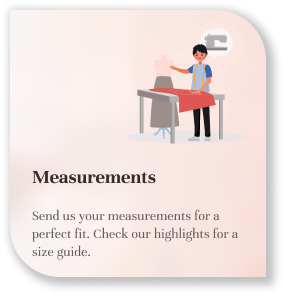 Measurements
Send us your measurements for a
perfect fit. Check our highlights for a
size guide.